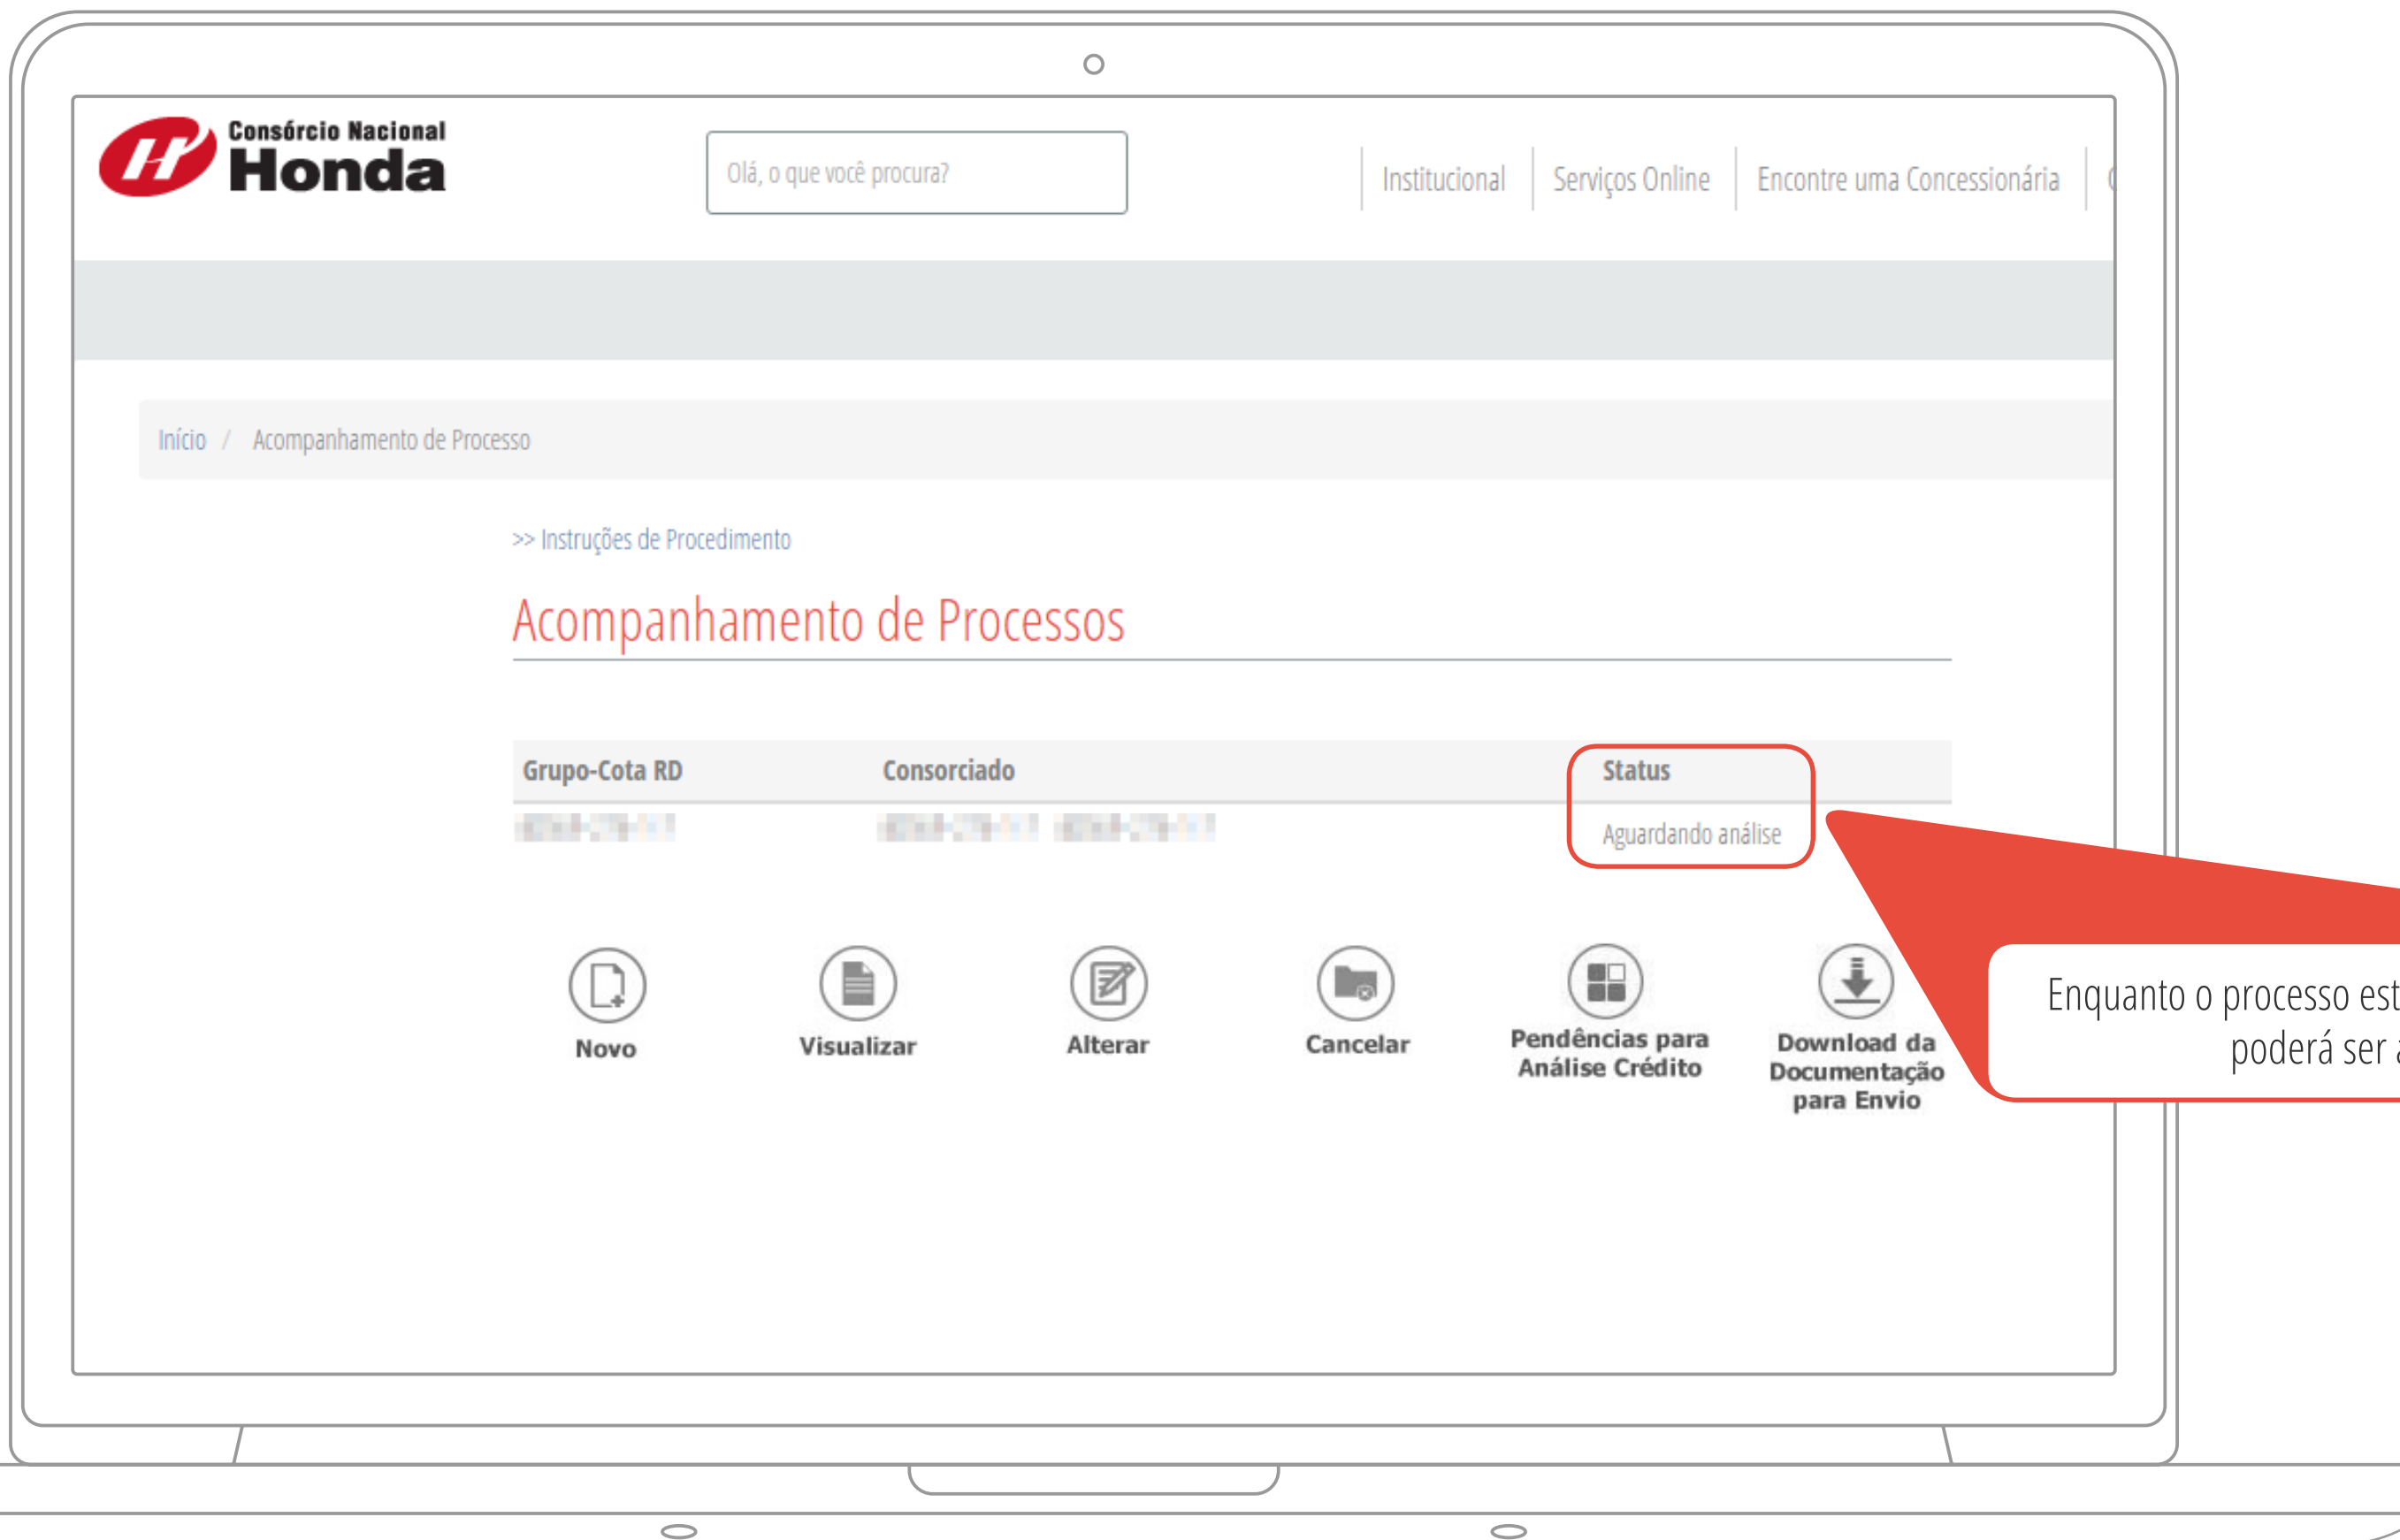 Consórcio Nacional
Honda
Olá, o que você procura?
Institucional
Serviços Online
Encontre uma Concessionária
Início / Acompanhamento de Processo
>> Instruções de Procedimento
Acompanhamento de Processos
Grupo-Cota RD
Consorciado
Status
Aguardando análise
Enquanto o processo
poderá ser
Novo
Visualizar
Alterar
Cancelar
Pendências para
Análise Crédito
Download da
Documentação
para Envio